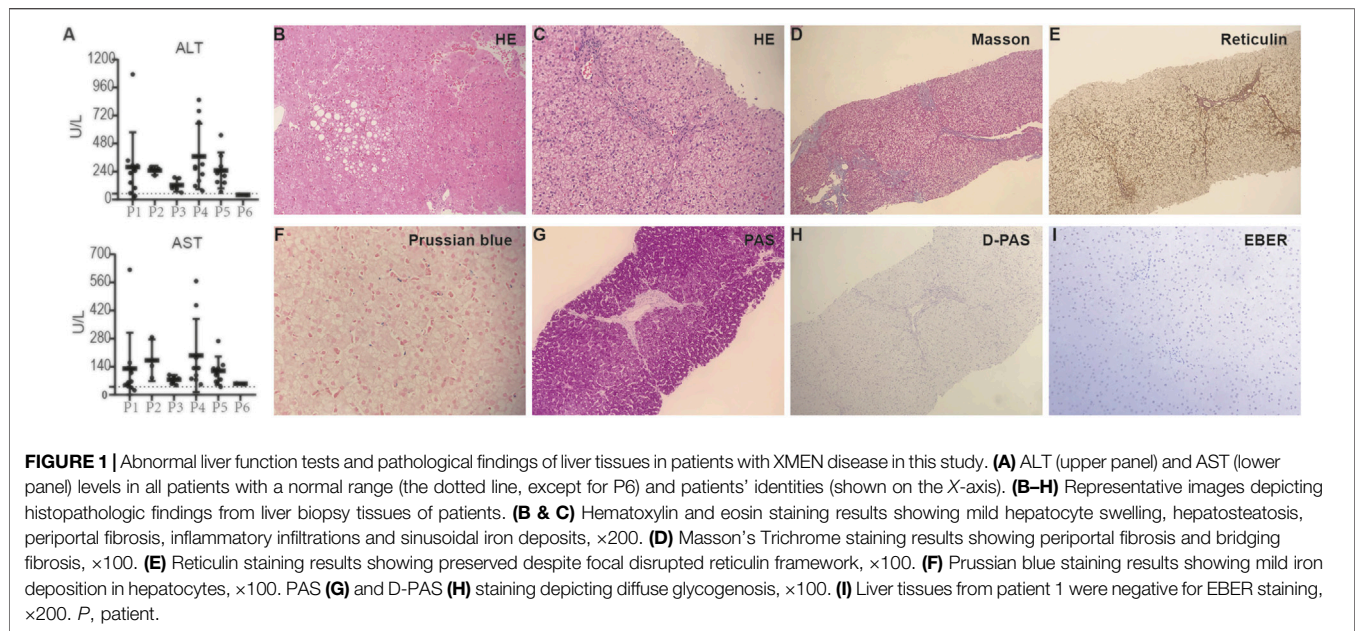 A
ALT
1200
960
720
480
240
0
U/L
P1 P2 P3 P4 P5 P6
AST
700
560
420
280
140
0
U/L
P1 P2 P3 P4 P5 P6
B HE
C HE
D Masson
E Reticulin
F Prussian blue
G PAS
H D-PAS
I EBER
FIGURE 1 | Abnormal liver function tests and pathological findings of liver tissues in patients with XMEN disease in this study. (A) ALT (upper panel) and AST (lower
panel) levels in all patients with a normal range (the dotted line, except for P6) and patients' identities (shown on the X-axis). (B–H) Representative images depicting
histopathologic findings from liver biopsy tissues of patients. (B & C) Hematoxylin and eosin staining results showing mild hepatocyte swelling, hepatosteatosis,
periportal fibrosis, inflammatory infiltrations and sinusoidal iron deposits, ×200. (D) Masson's Trichrome staining results showing periportal fibrosis and bridging
fibrosis, ×100. (E) Reticulin staining results showing preserved despite focal disrupted reticulin framework, ×100. (F) Prussian blue staining results showing mild iron
deposition in hepatocytes, ×100. PAS (G) and D-PAS (H) staining depicting diffuse glycogenosis, ×100. (I) Liver tissues from patient 1 were negative for EBER staining,
×200. P, patient.